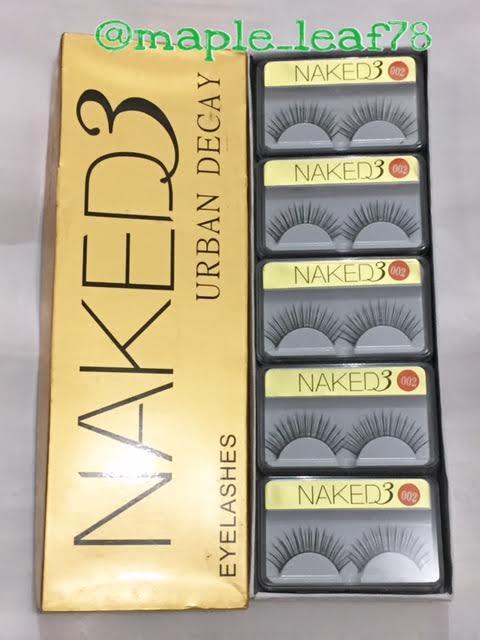 @maple_leaf78
NAKED3
URBAN DECAY
EYELASHES
NAKED3 002
NAKED3 002
NAKED3 002
NAKED3 002
NAKED3 002